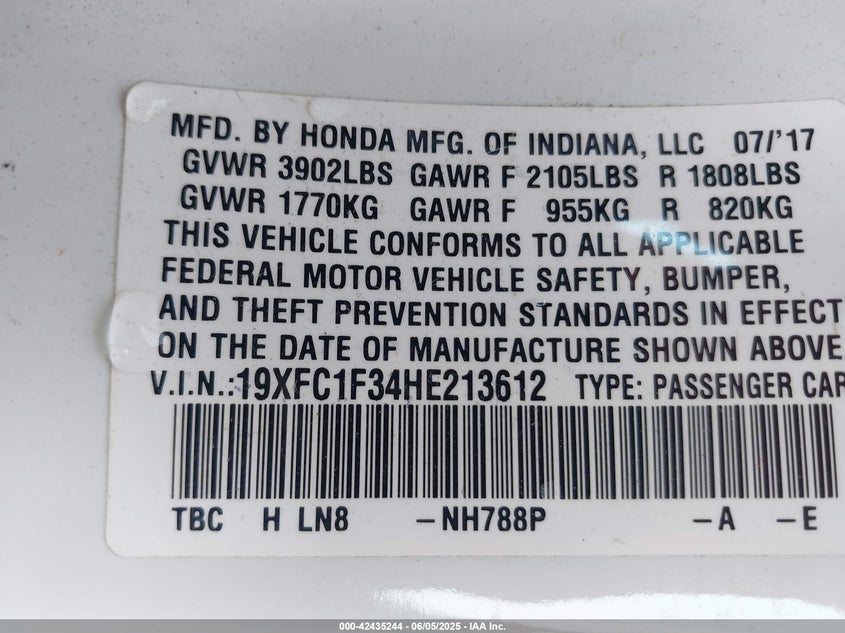 MFD. BY HONDA MFG. OF INDIANA, LLC 07/'17
GVWR 3902LBS GAWR F 2105LBS R 1808LBS
GVWR 1770KG GAWR F 955KG R 820KG
THIS VEHICLE CONFORMS TO ALL APPLICABLE
FEDERAL MOTOR VEHICLE SAFETY, BUMPER,
AND THEFT PREVENTION STANDARDS IN EFFECT
ON THE DATE OF MANUFACTURE SHOWN ABOVE
V.I.N.:19XFC1F34HE213612 TYPE: PASSENGER CAR
TBC H LN8 -NH788P -A -E
000-42435244 - 06/05/2025 - IAA Inc.